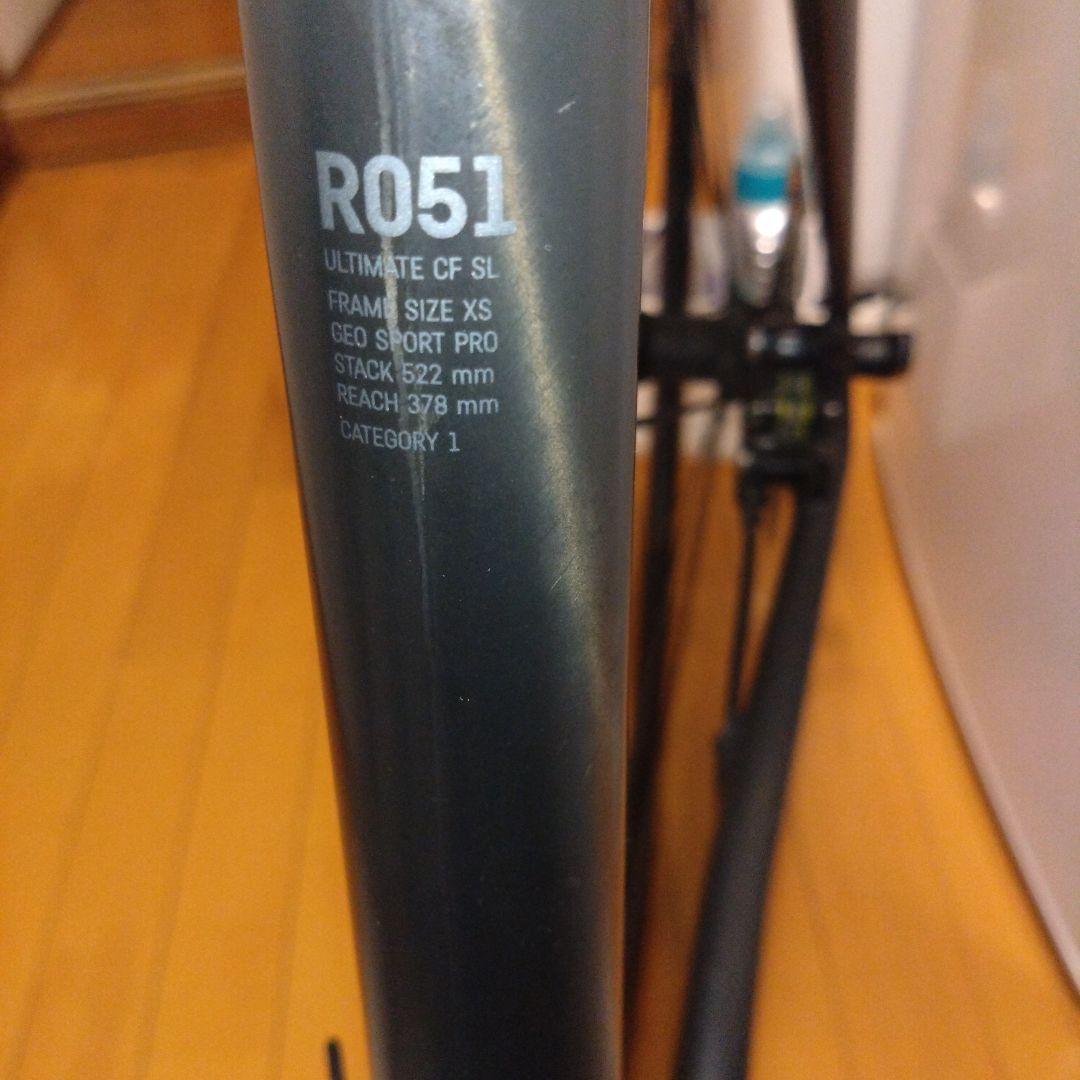 R051
ULTIMATE CF SL
FRAME SIZE XS
GEO SPORT PRO
STACK 522 mm
REACH 378 mm
CATEGORY 1